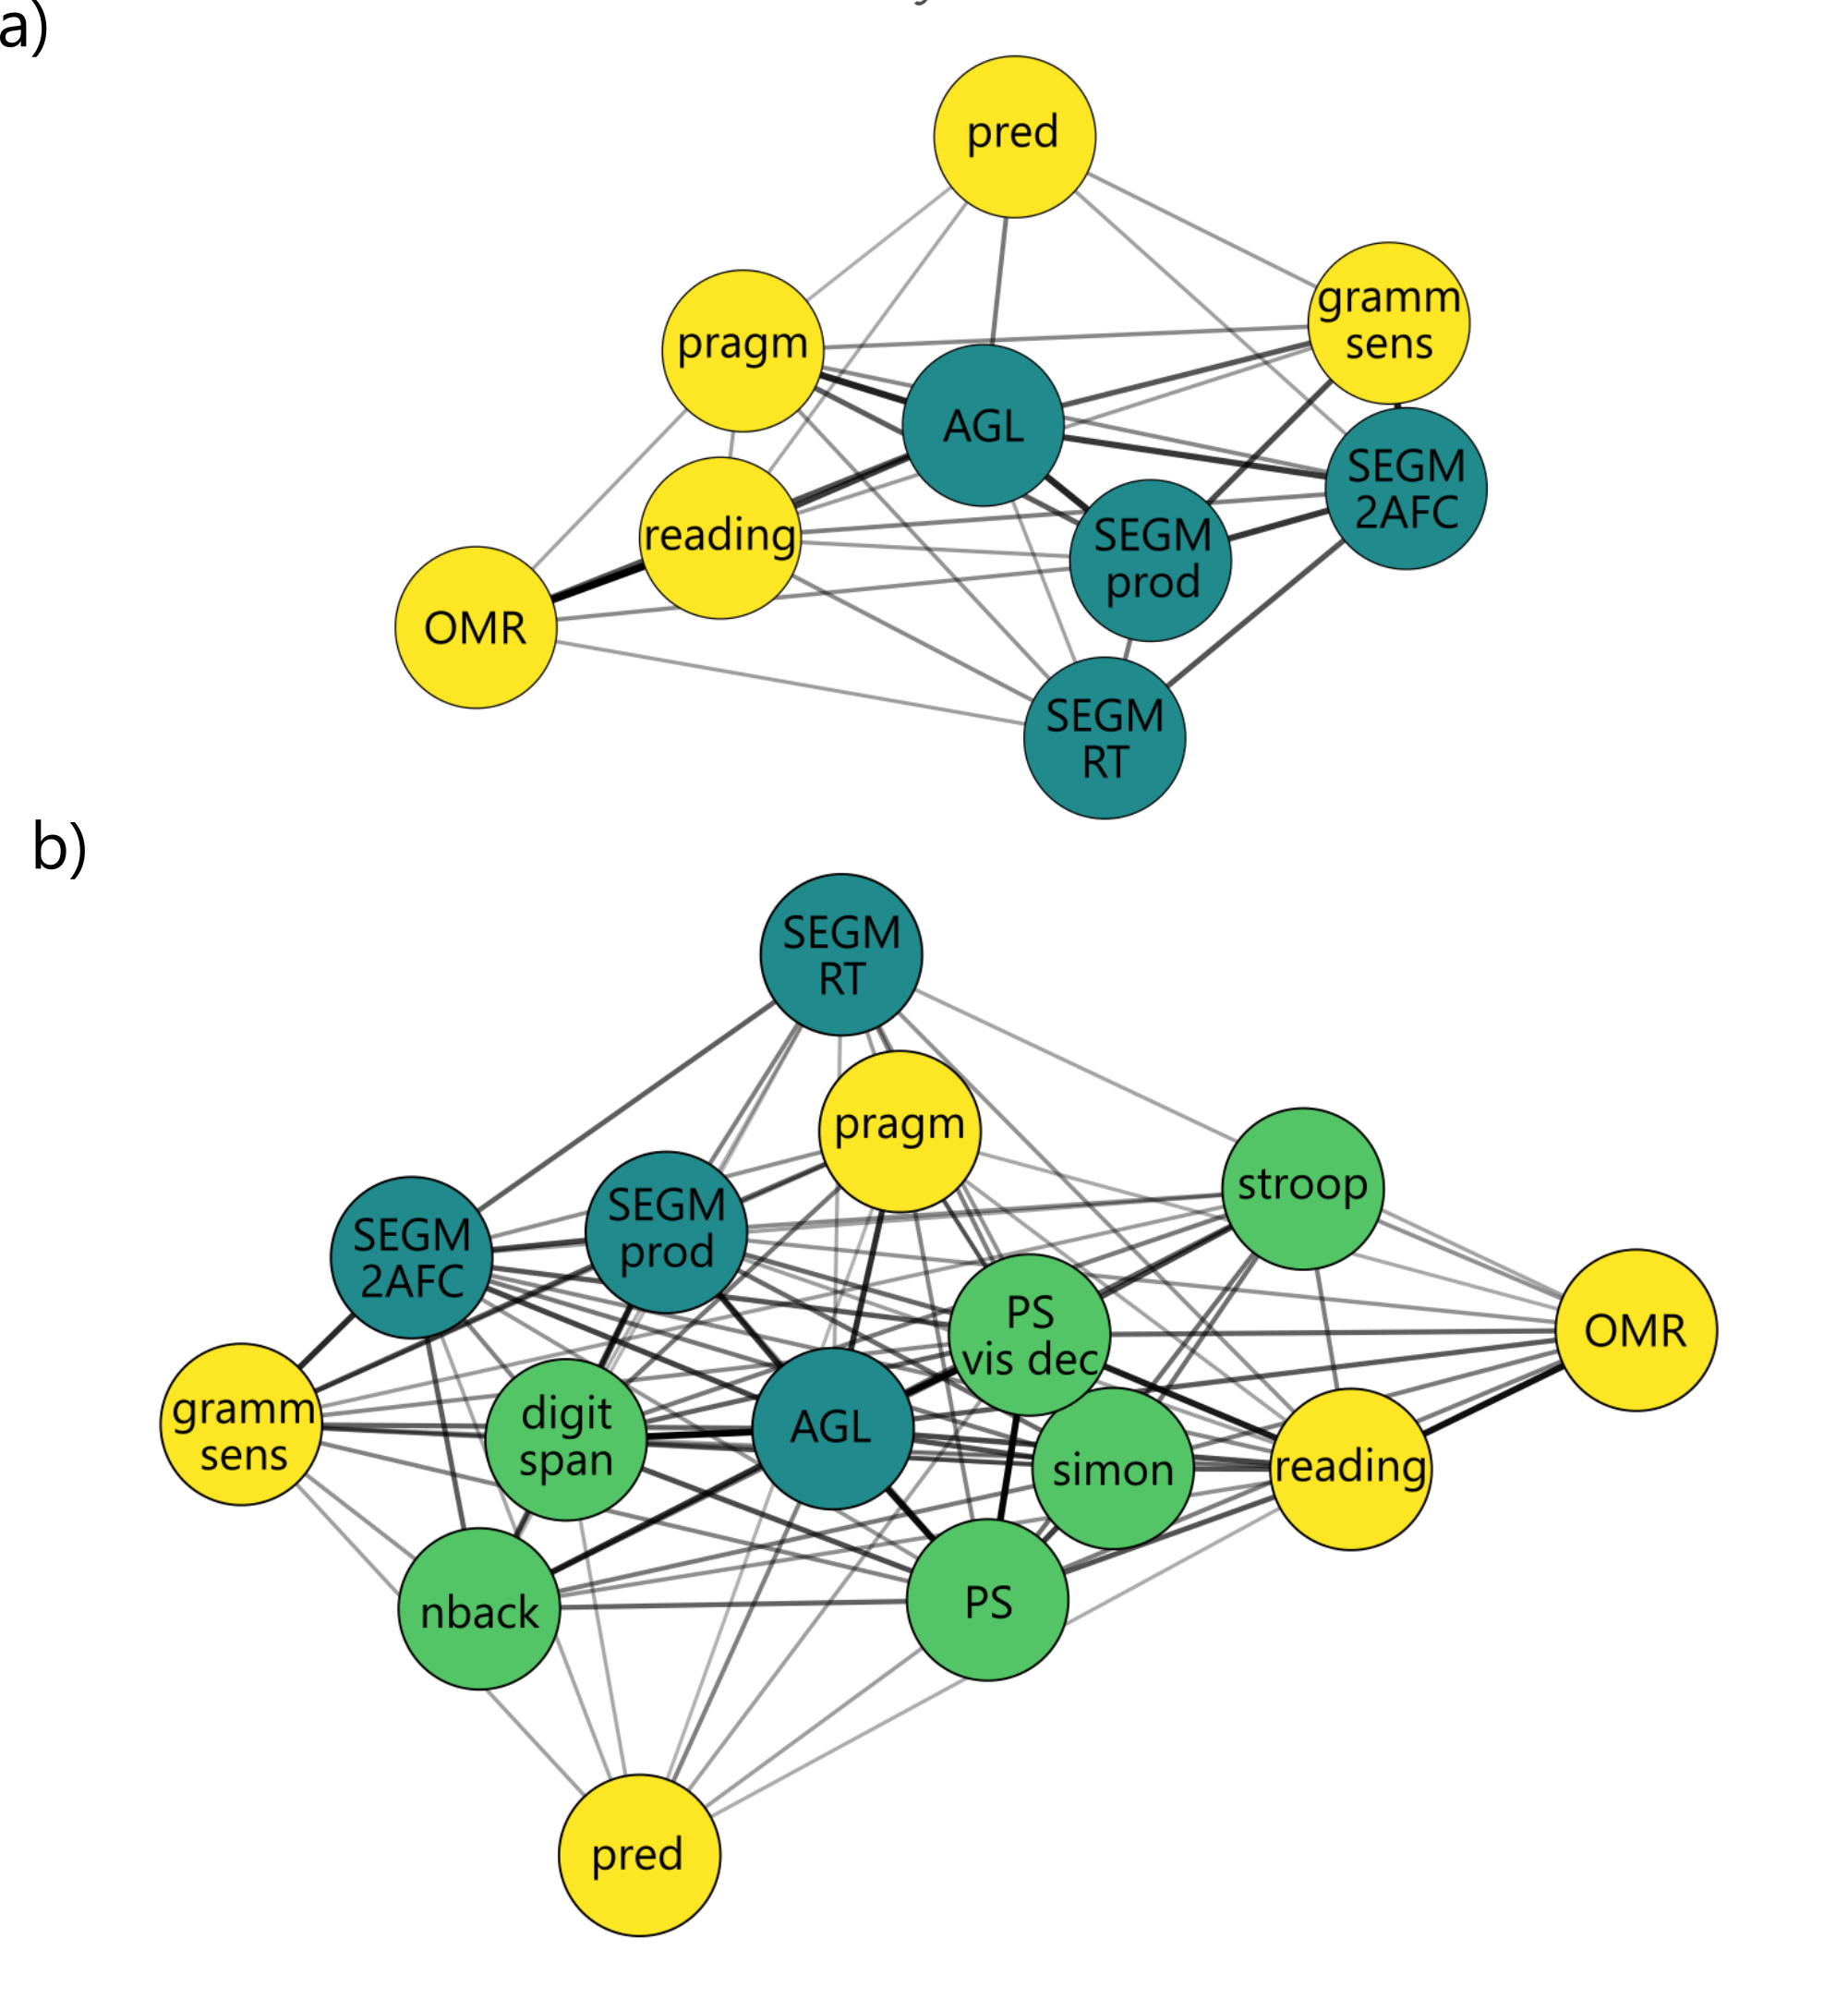 a)
pred
gramm
sens
pragm
AGL
SEGM
2AFC
reading
SEGM
prod
OMR
SEGM
RT
b)
SEGM
RT
pragm
stroop
SEGM
prod
SEGM
2AFC
PS
vis dec
OMR
gramm
sens
digit
span
AGL
simon
reading
nback
PS
pred